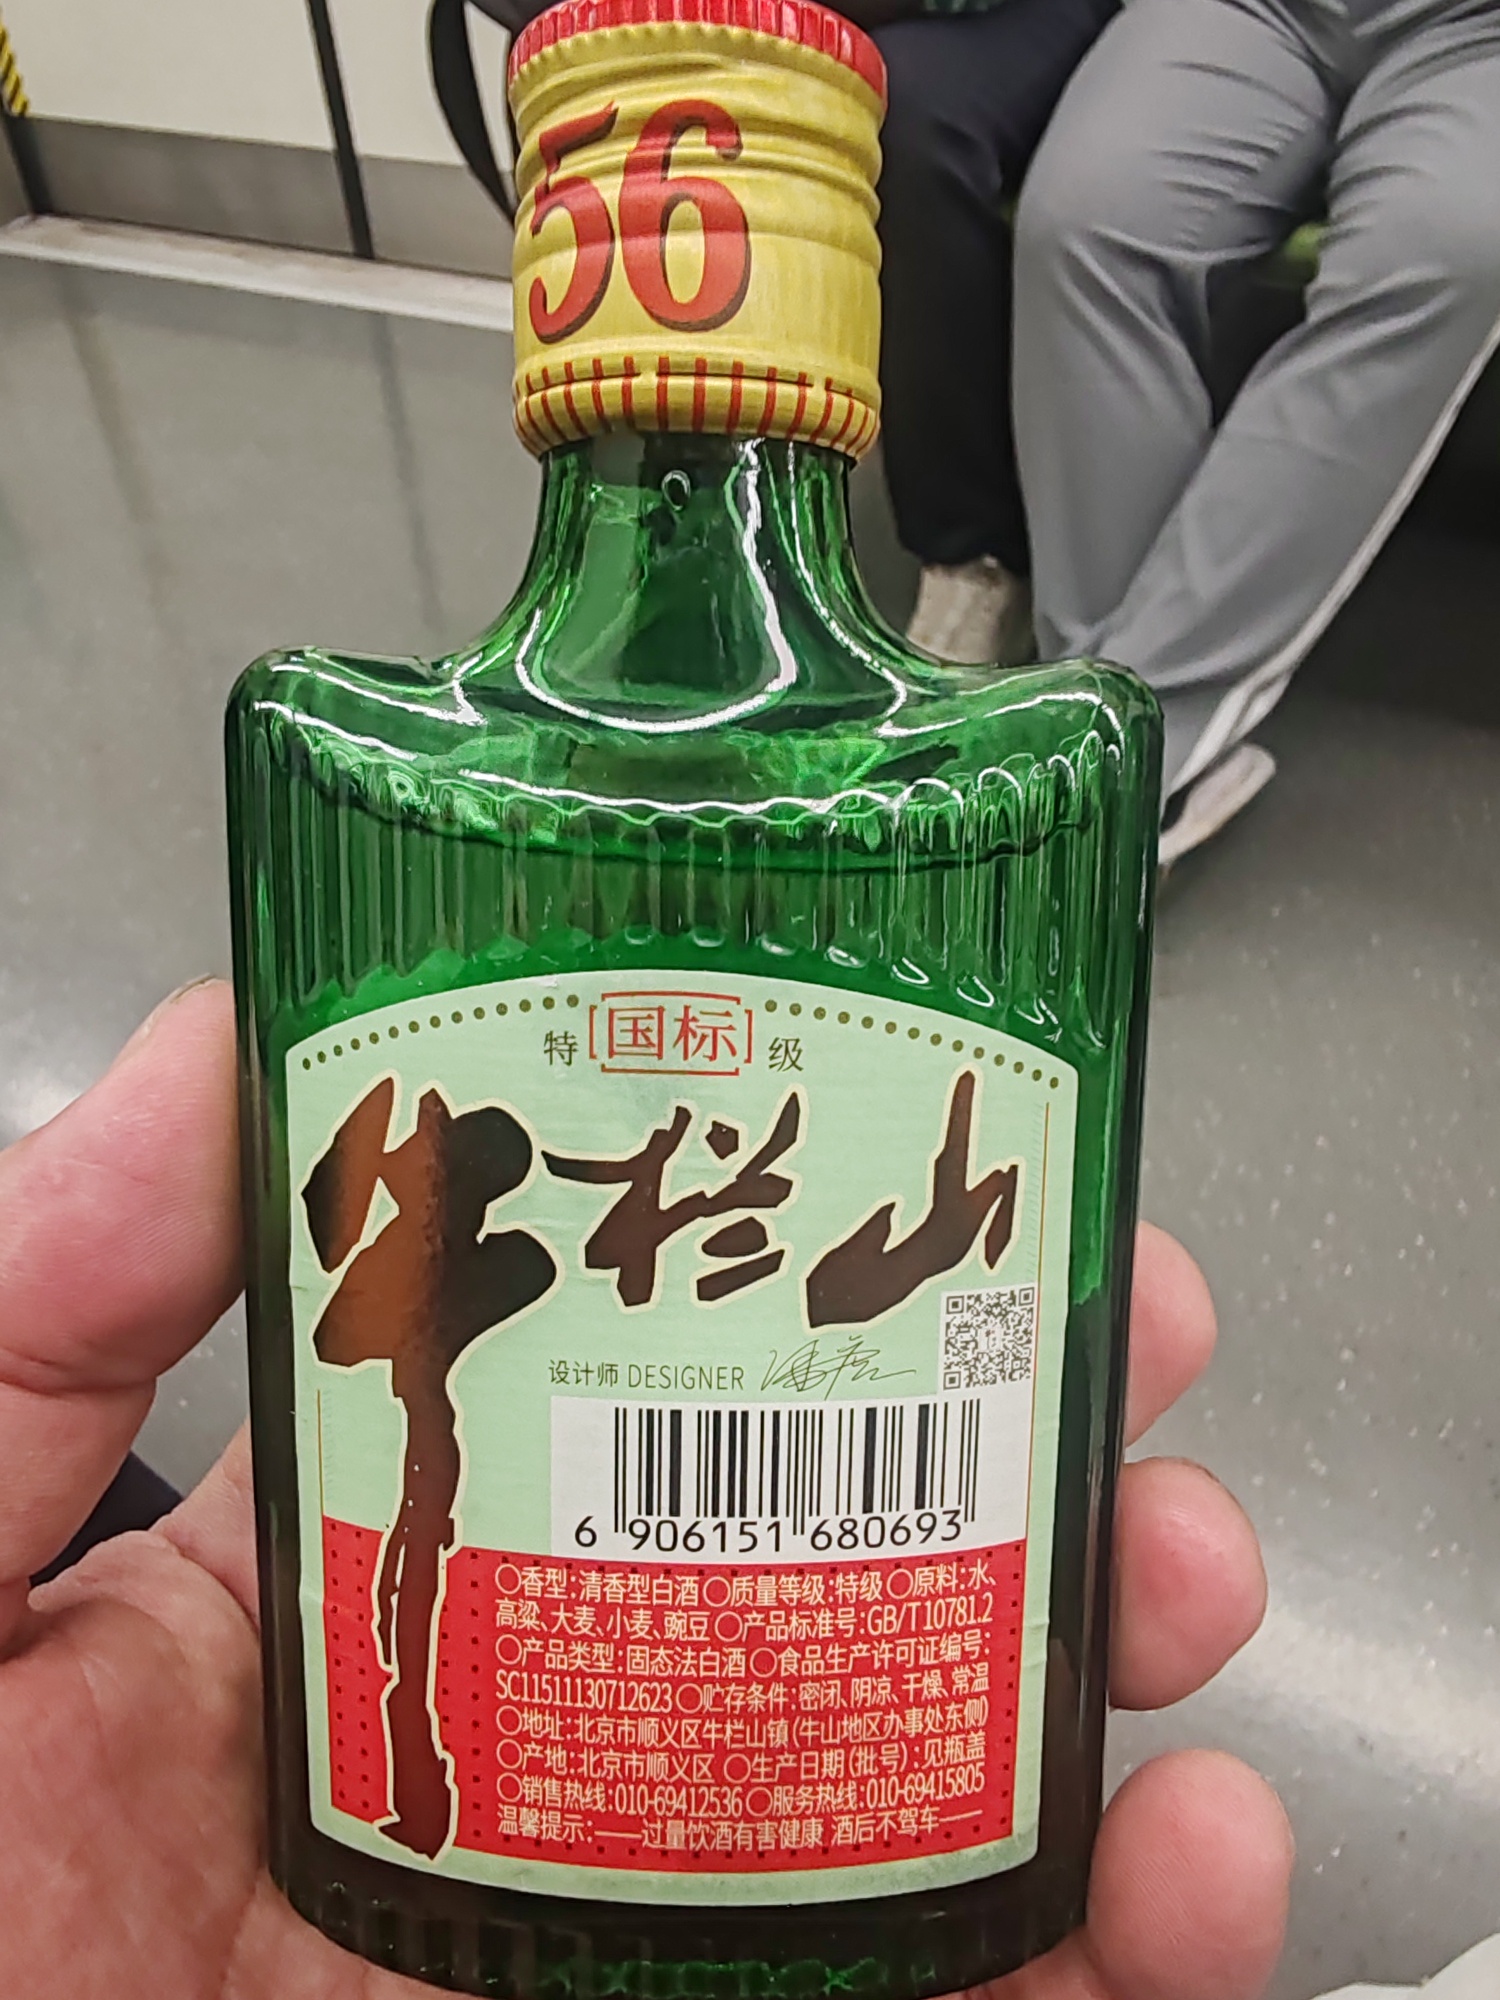 56
特 国标 级
牛栏山
设计师 DESIGNER
6 906151 680693
○香型:清香型白酒○质量等级:特级○原料:水、
高粱、大麦、小麦、豌豆○产品标准号:GB/T10781.2
○产品类型:固态法白酒○食品生产许可证编号:
SC11511130712623○贮存条件:密闭、阴凉、干燥、常温
○地址:北京市顺义区牛栏山镇(牛山地区办事处东侧)
○产地:北京市顺义区 ○生产日期(批号):见瓶盖
○销售热线:010-69412536○服务热线:010-69415805
温馨提示:——过量饮酒有害健康 酒后不驾车——